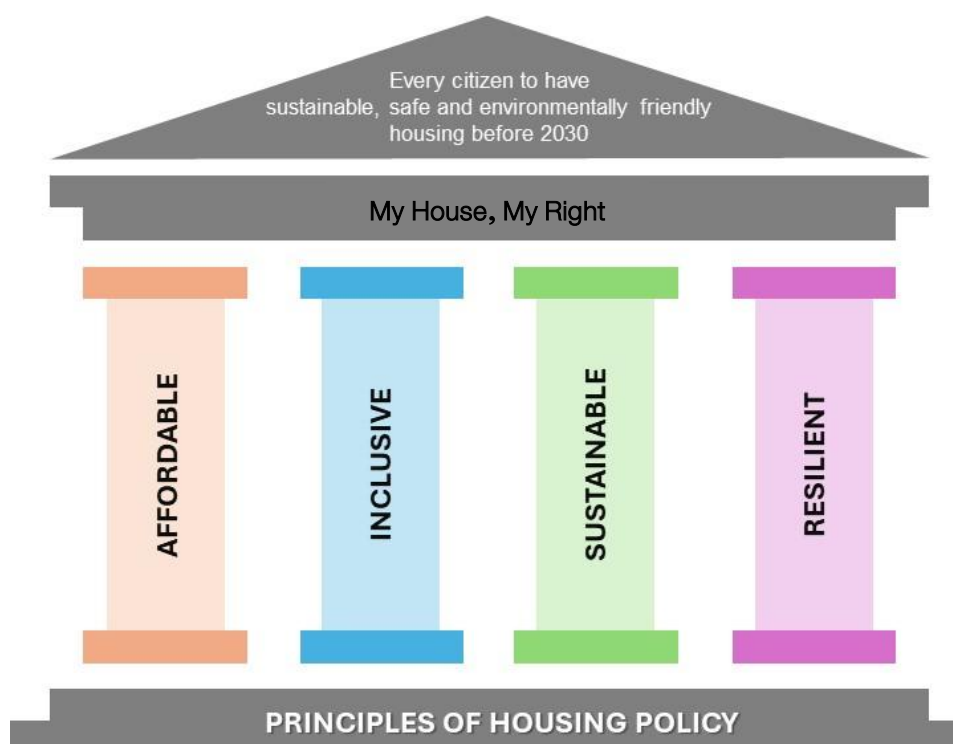 Every citizen to have
sustainable, safe and environmentally friendly
housing before 2030
My House, My Right
AFFORDABLE
INCLUSIVE
SUSTAINABLE
RESILIENT
PRINCIPLES OF HOUSING POLICY